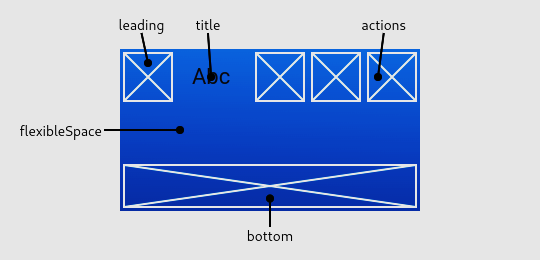 leading
title
actions
Abc
flexibleSpace
bottom